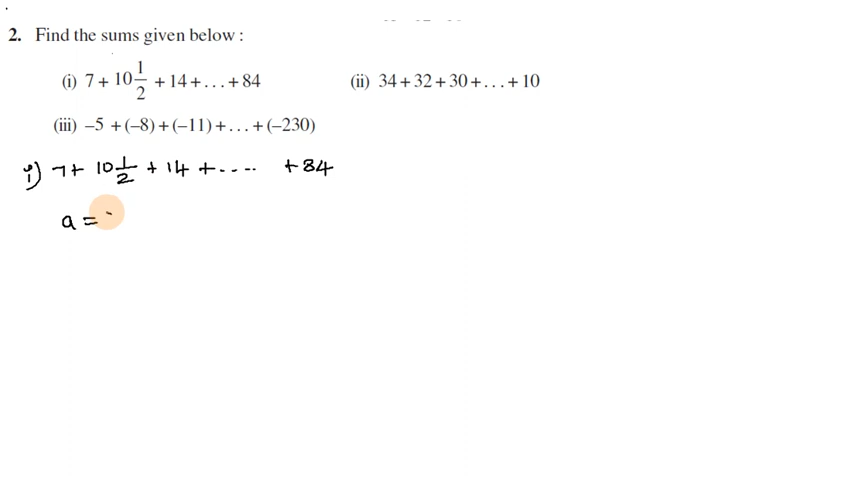 2. Find the sums given below :
(i) 7 + 10 1/2 + 14 + . . . + 84 (ii) 34 + 32 + 30 + . . . + 10
(iii) –5 + (–8) + (–11) + . . . + (–230)
i) 7 + 10 1/2 + 14 + ..... + 84
a =